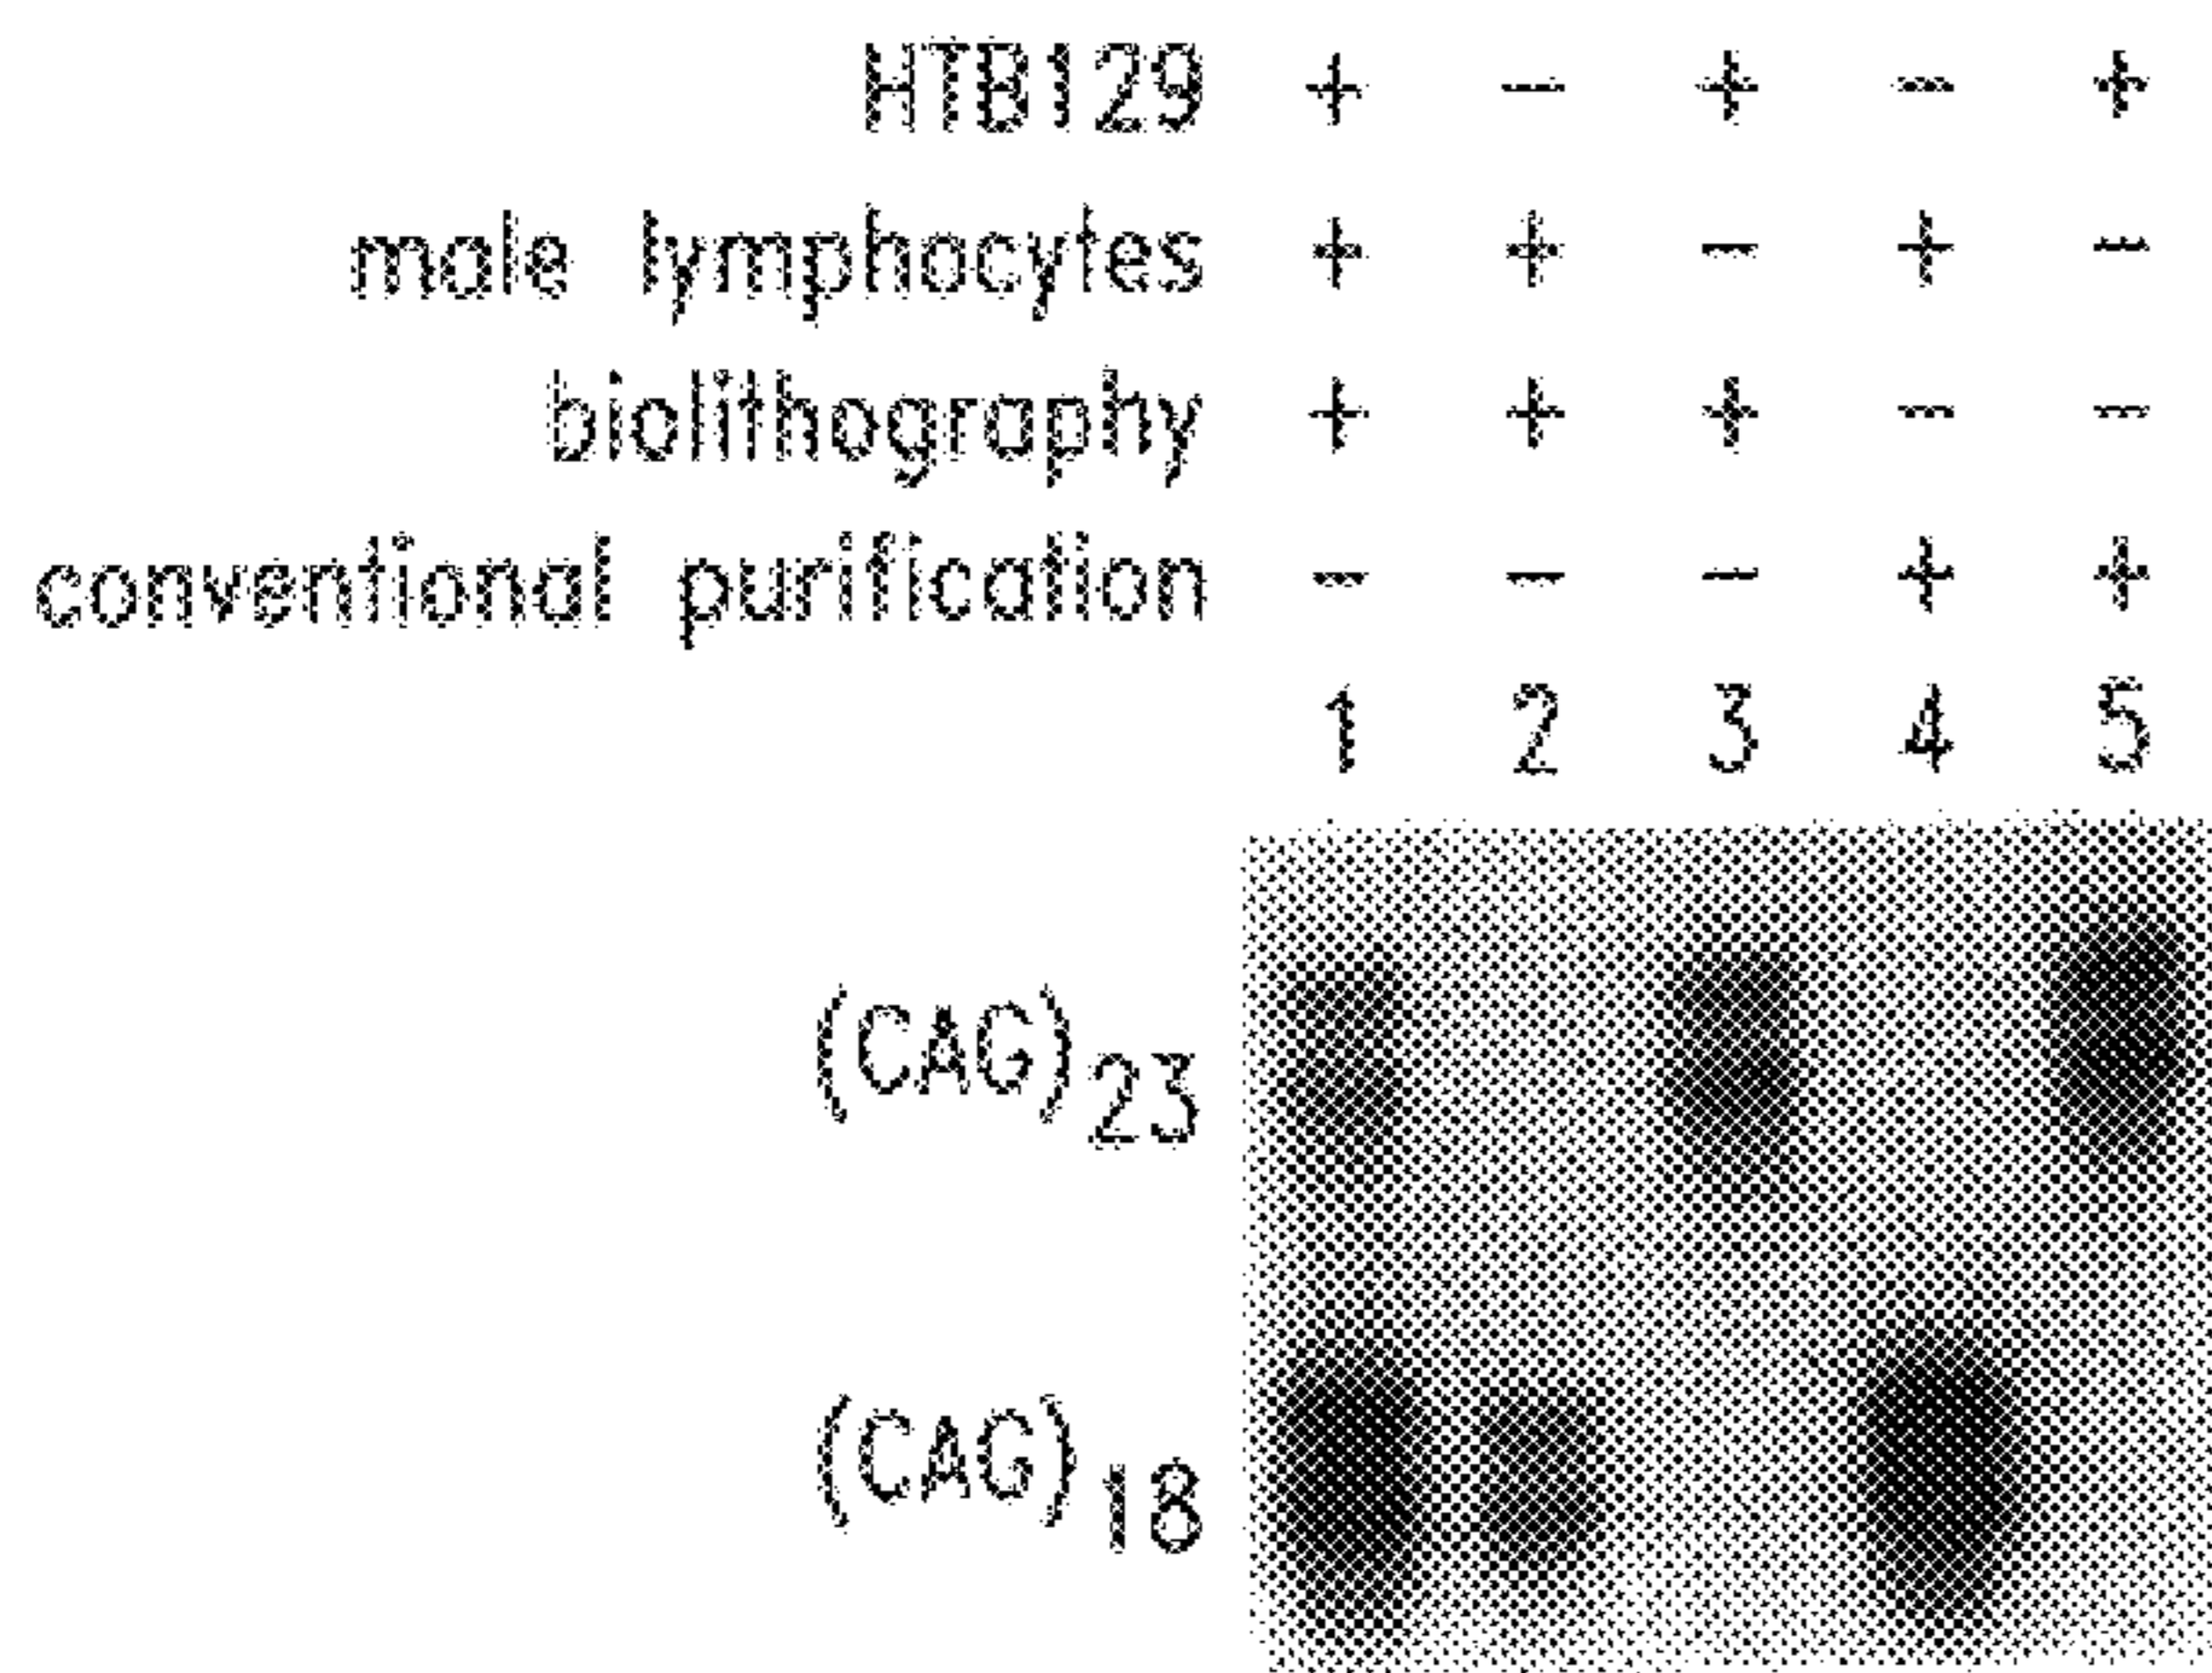 HTB129 + - + - +
male lymphocytes + + - + -
biolithography + + + - -
conventional purification - - - + +
1 2 3 4 5
(CAG)23
(CAG)18